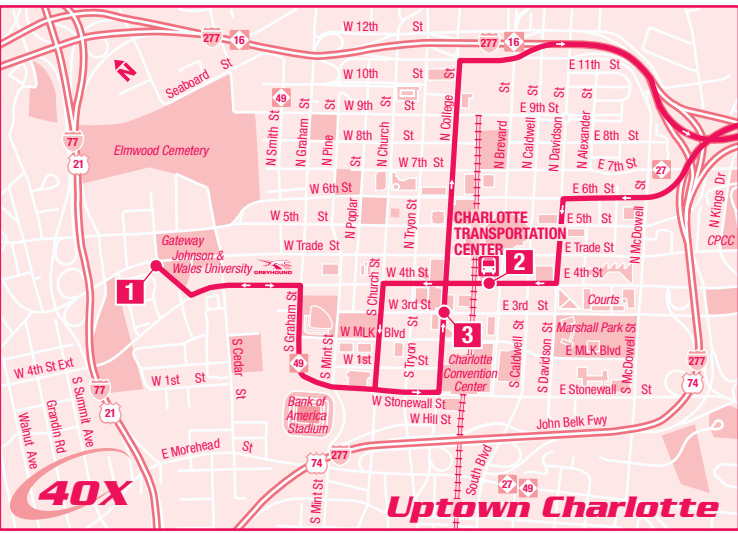 W 12th St
277
16
277
16
N
Seaboard St
W 10th St
E 11th St
49
W 9th St
E 9th St
N Smith St
N Graham St
N Pine
N Church St
N College St
N Brevard St
N Caldwell St
N Davidson St
N Alexander St
W 8th St
E 8th St
77
21
Elmwood Cemetery
W 7th St
E 7th St
27
W 6th St
E 6th St
N Poplar St
N Tryon St
N McDowell St
N Kings Dr
W 5th St
CHARLOTTE
TRANSPORTATION
CENTER
E 5th St
CPCC
Gateway
Johnson &
Wales University
W Trade St
E Trade St
GREYHOUND
1
2
W 4th St
E 4th St
S Church St
W 3rd St
E 3rd St
Courts
S Graham St
S Mint St
W MLK Blvd
3
Marshall Park
S Cedar St
W 1st St
S Tryon St
Charlotte
Convention
Center
S Caldwell St
S Davidson St
E MLK Blvd
S McDowell St
277
74
W 4th St Ext
49
W 1st St
E Stonewall St
77
21
S Summit Ave
Grandin Rd
Walnut Ave
Bank of
America
Stadium
W Stonewall St
W Hill St
John Belk Fwy
E Morehead St
277
74
S Mint St
South Blvd
27
49
40X
Uptown Charlotte